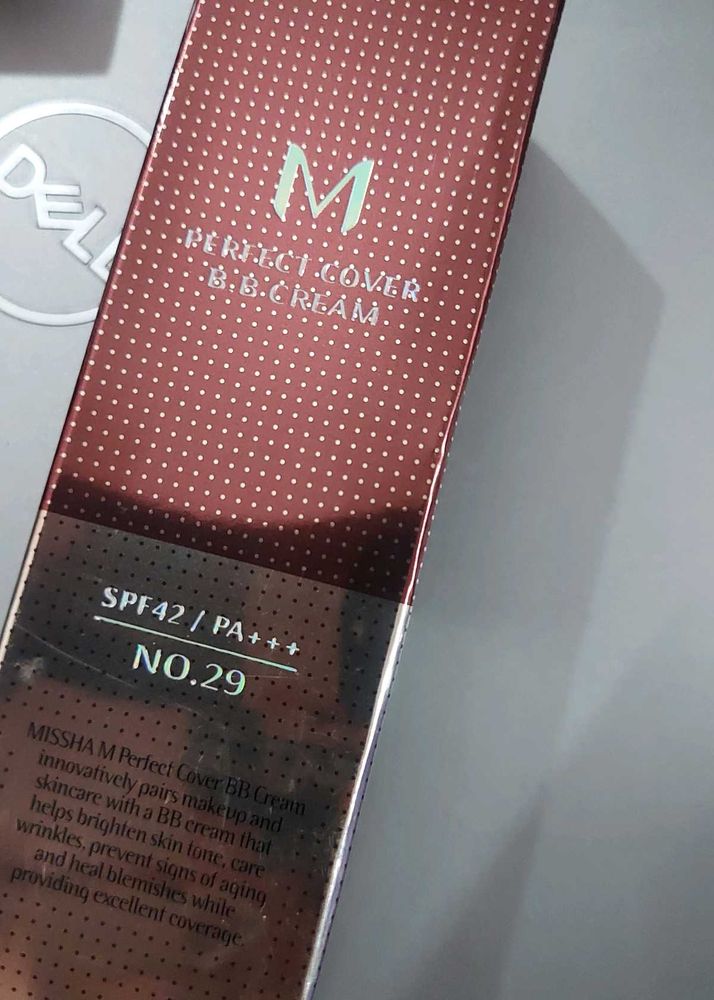 DELL
M
PERFECT COVER
B.B CREAM
SPF42 / PA+++
NO.29
MISSHA M Perfect Cover BB Cream
innovatively pairs makeup and
skincare with a BB cream that
helps brighten skin tone, care
wrinkles, prevent signs of aging
and heal blemishes while
providing excellent coverage.